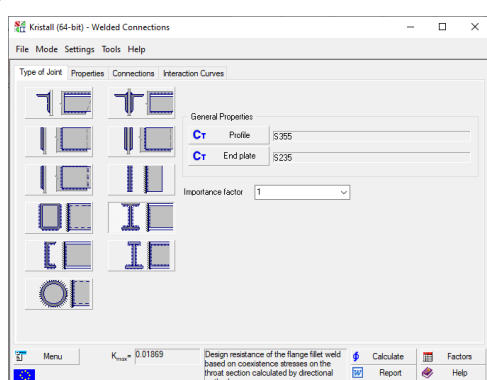 Kristall (64-bit) - Welded Connections
File Mode Settings Tools Help
Type of Joint Properties Connections Interaction Curves
General Properties
Ст Profile S355
Ст End plate S235
Importance factor 1
Menu Kmax= 0.01869 Design resistance of the flange fillet weld Calculate Factors
based on coexistence stresses on the
throat section calculated by directional Report Help